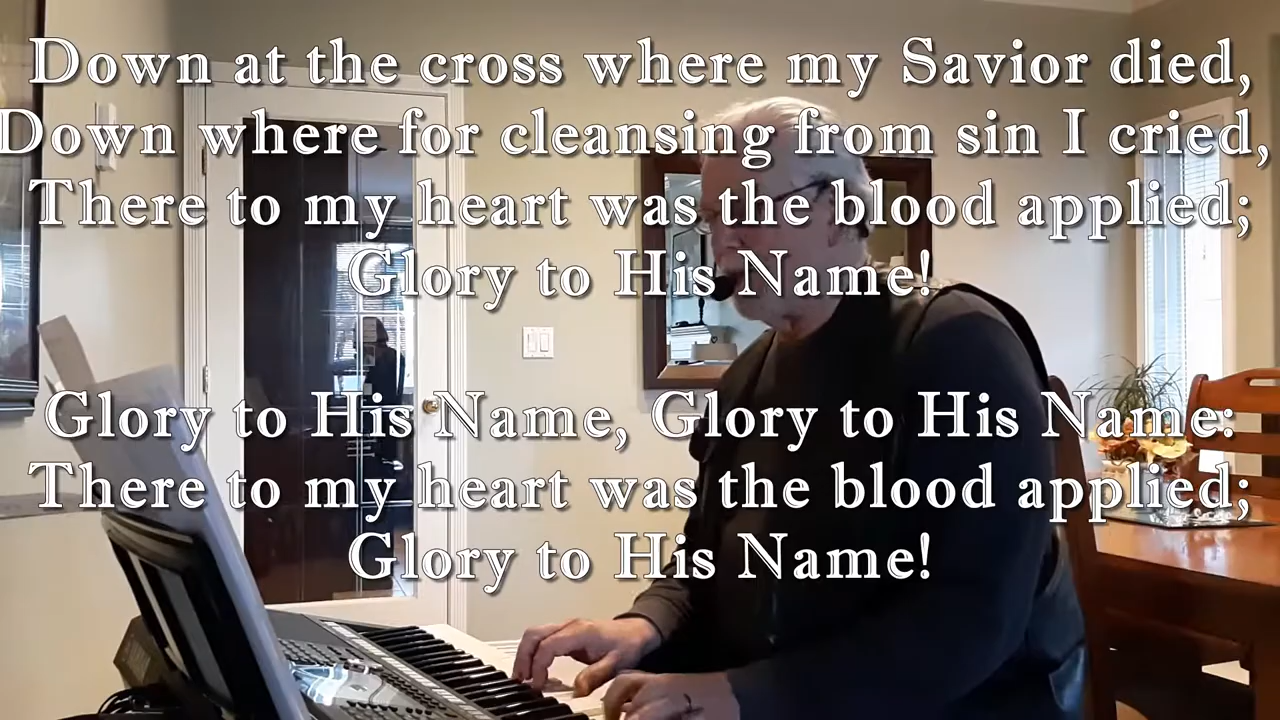 Down at the cross where my Savior died,
Down where for cleansing from sin I cried,
There to my heart was the blood applied;
Glory to His Name!
Glory to His Name, Glory to His Name:
There to my heart was the blood applied;
Glory to His Name!